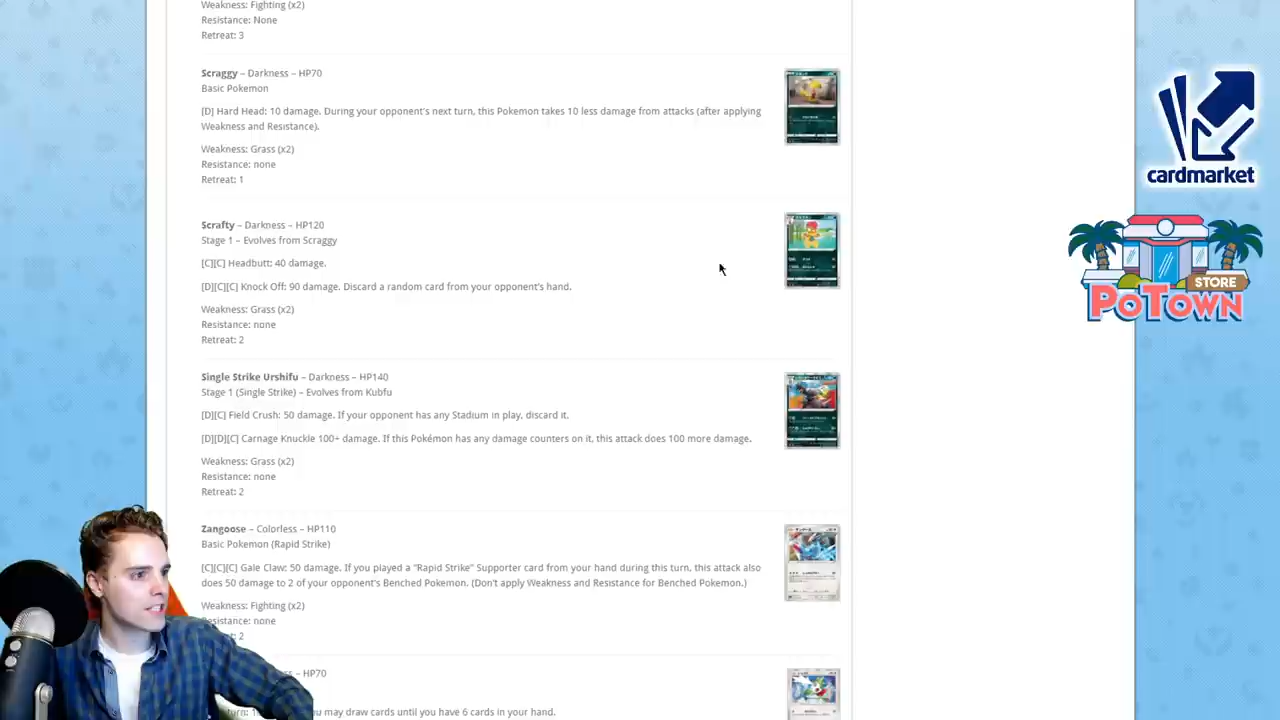 Weakness: Fighting (x2)
Resistance: None
Retreat: 3
Scraggy – Darkness – HP70
Basic Pokemon
[D] Hard Head: 10 damage. During your opponent's next turn, this Pokemon takes 10 less damage from attacks (after applying
Weakness and Resistance).
Weakness: Grass (x2)
Resistance: none
Retreat: 1
Scrafty – Darkness – HP120
Stage 1 – Evolves from Scraggy
[C][C] Headbutt: 40 damage.
[D][C][C] Knock Off: 90 damage. Discard a random card from your opponent's hand.
Weakness: Grass (x2)
Resistance: none
Retreat: 2
Single Strike Urshifu – Darkness – HP140
Stage 1 (Single Strike) – Evolves from Kubfu
[D][C] Field Crush: 50 damage. If your opponent has any Stadium in play, discard it.
[D][D][C] Carnage Knuckle 100+ damage. If this Pokémon has any damage counters on it, this attack does 100 more damage.
Weakness: Grass (x2)
Resistance: none
Retreat: 2
Zangoose – Colorless – HP110
Basic Pokemon (Rapid Strike)
[C][C][C] Gale Claw: 50 damage. If you played a "Rapid Strike" Supporter card from your hand during this turn, this attack also
does 50 damage to 2 of your opponent's Benched Pokemon. (Don't apply Weakness and Resistance for Benched Pokemon.)
Weakness: Fighting (x2)
none
2
– HP70
may draw cards until you have 6 cards in your hand.
cardmarket
STORE
POTOWN